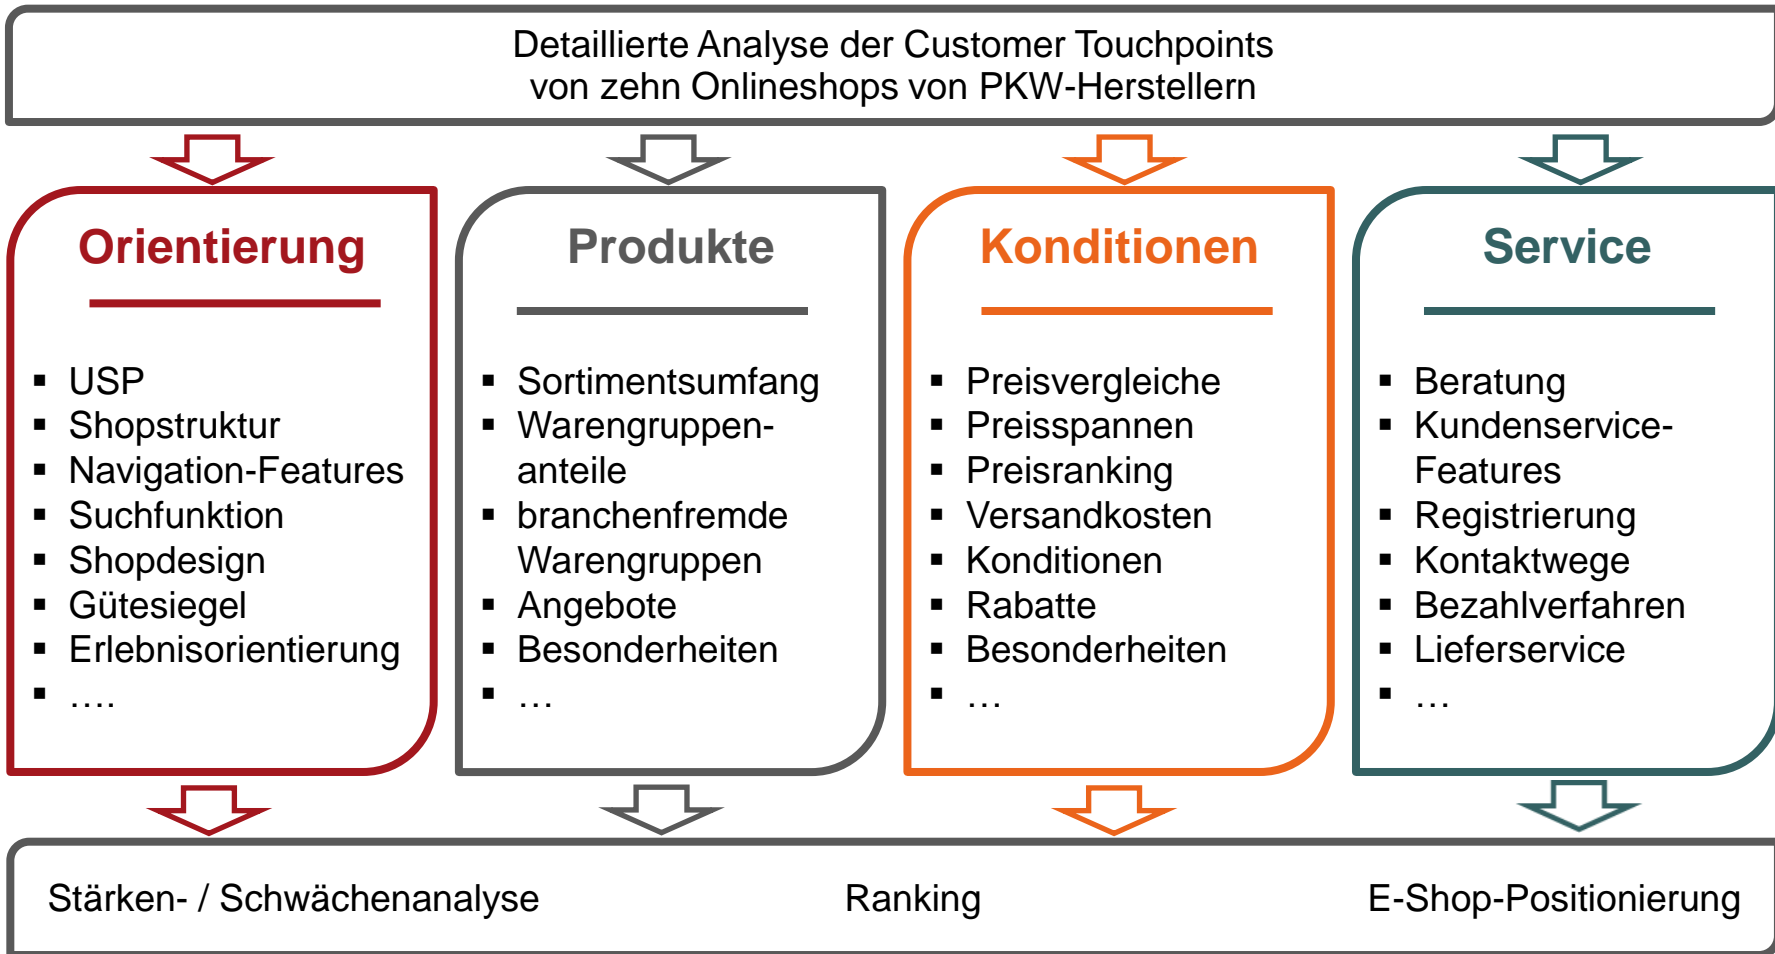 Detaillierte Analyse der Customer Touchpoints
von zehn Onlineshops von PKW-Herstellern
Orientierung
▪ USP
▪ Shopstruktur
▪ Navigation-Features
▪ Suchfunktion
▪ Shopdesign
▪ Gütesiegel
▪ Erlebnisorientierung
▪ ….
Produkte
▪ Sortimentsumfang
▪ Warengruppen-
anteile
▪ branchenfremde
Warengruppen
▪ Angebote
▪ Besonderheiten
▪ …
Konditionen
▪ Preisvergleiche
▪ Preisspannen
▪ Preisranking
▪ Versandkosten
▪ Konditionen
▪ Rabatte
▪ Besonderheiten
▪ …
Service
▪ Beratung
▪ Kundenservice-
Features
▪ Registrierung
▪ Kontaktwege
▪ Bezahlverfahren
▪ Lieferservice
▪ …
Stärken- / Schwächenanalyse
Ranking
E-Shop-Positionierung